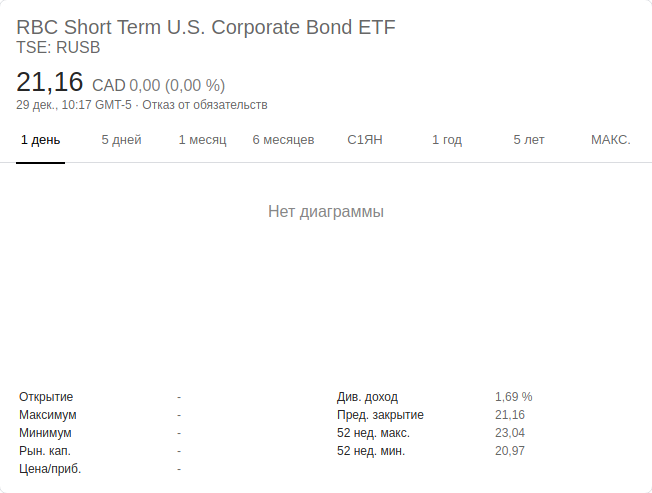 RBC Short Term U.S. Corporate Bond ETF
TSE: RUSB
21,16 CAD 0,00 (0,00 %)
29 дек., 10:17 GMT-5 · Отказ от обязательств
1 день 5 дней 1 месяц 6 месяцев С1ЯН 1 год 5 лет МАКС.
Нет диаграммы
Открытие - Див. доход 1,69 %
Максимум - Пред. закрытие 21,16
Минимум - 52 нед. макс. 23,04
Рын. кап. - 52 нед. мин. 20,97
Цена/приб. -